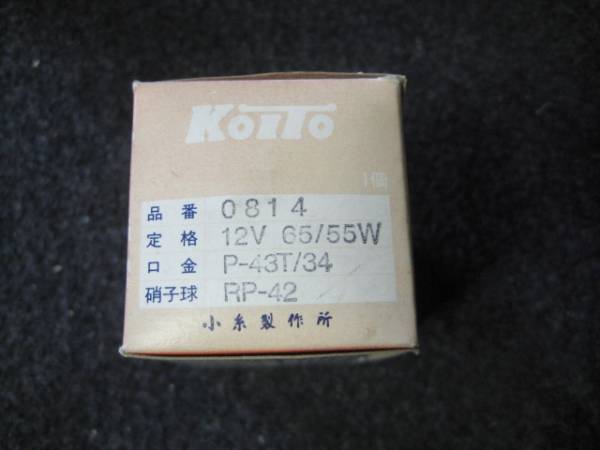 KoiTo
1個
品番 0814
定格 12V 65/55W
口金 P-43T/34
硝子球 RP-42
小糸製作所